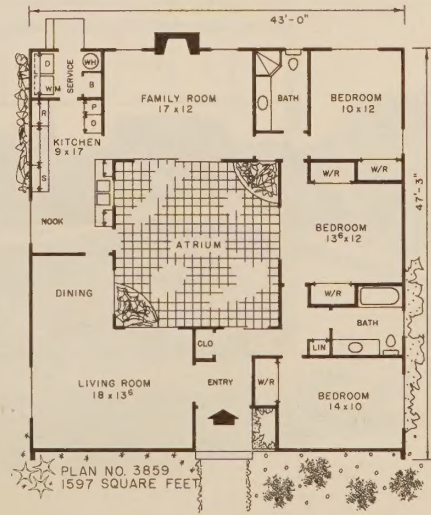 43'-0"
D
WM
SERVICE
WH
B
R
P
O
KITCHEN
9 x 17
S
NOOK
FAMILY ROOM
17 x 12
BATH
BEDROOM
10 x 12
W/R
W/R
47'-3"
ATRIUM
BEDROOM
13⁶ x 12
W/R
DINING
CLO
LIN
BATH
LIVING ROOM
18 x 13⁶
ENTRY
W/R
BEDROOM
14 x 10
PLAN NO. 3859
1597 SQUARE FEET